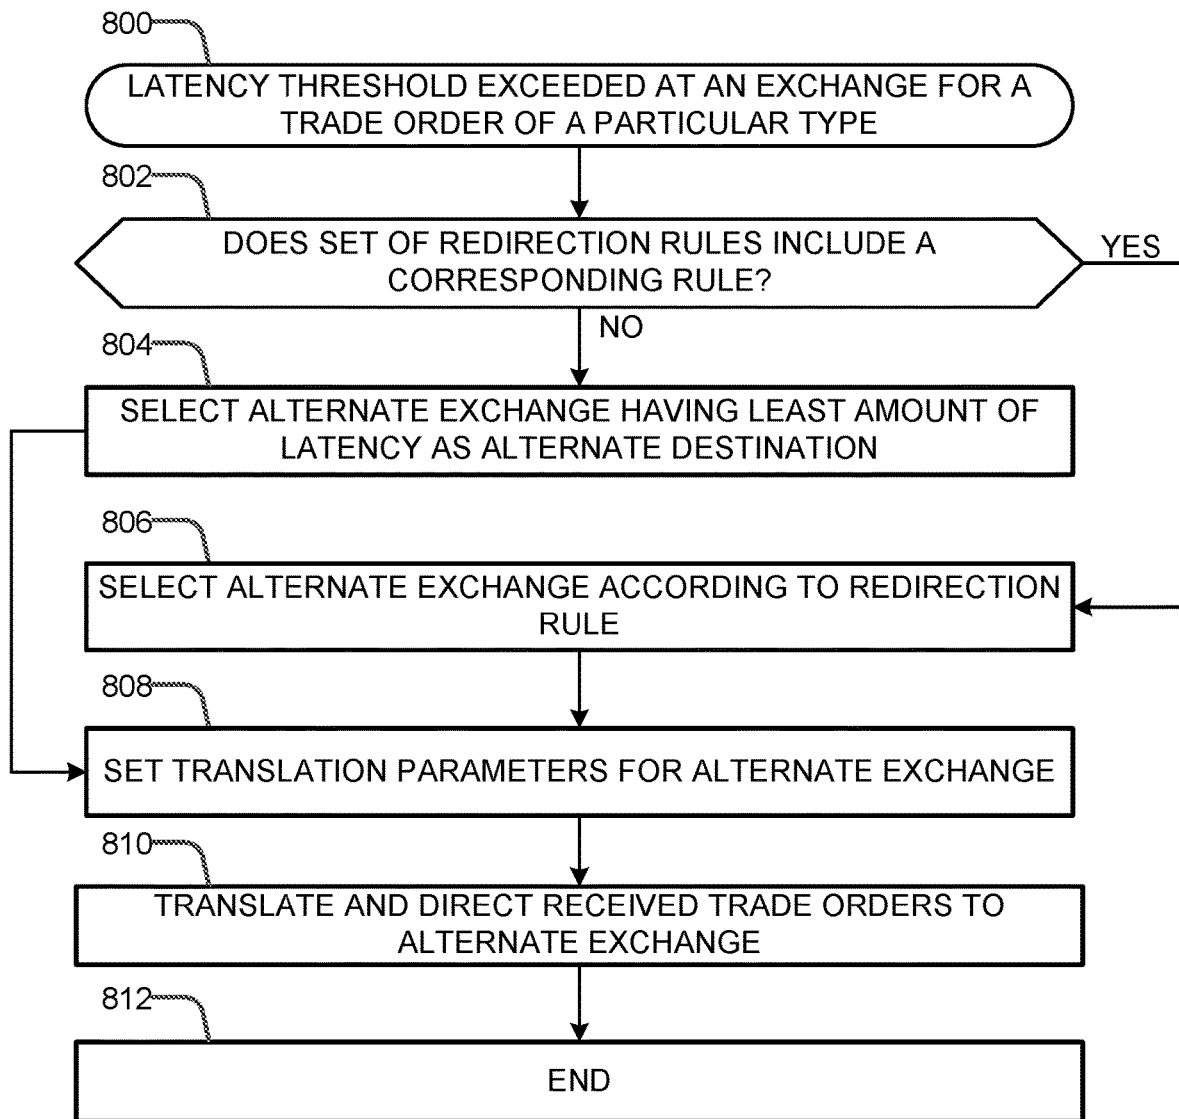 800
LATENCY THRESHOLD EXCEEDED AT AN EXCHANGE FOR A
TRADE ORDER OF A PARTICULAR TYPE
802
DOES SET OF REDIRECTION RULES INCLUDE A
CORRESPONDING RULE?
YES
NO
804
SELECT ALTERNATE EXCHANGE HAVING LEAST AMOUNT OF
LATENCY AS ALTERNATE DESTINATION
806
SELECT ALTERNATE EXCHANGE ACCORDING TO REDIRECTION
RULE
808
SET TRANSLATION PARAMETERS FOR ALTERNATE EXCHANGE
810
TRANSLATE AND DIRECT RECEIVED TRADE ORDERS TO
ALTERNATE EXCHANGE
812
END